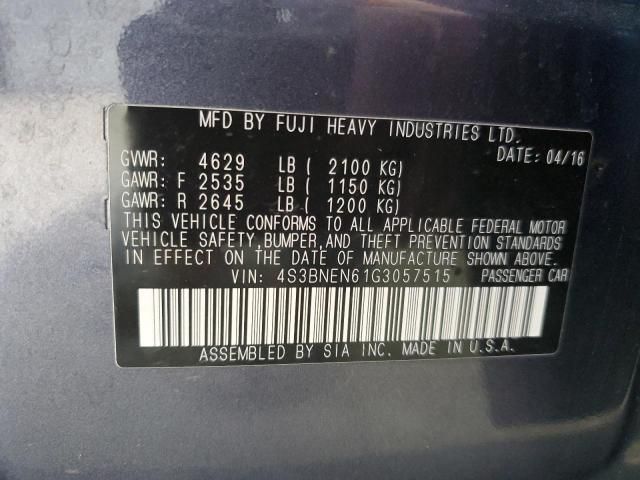 MFD BY FUJI HEAVY INDUSTRIES LTD.
DATE: 04/16
GVWR: 4629 LB ( 2100 KG)
GAWR: F 2535 LB ( 1150 KG)
GAWR: R 2645 LB ( 1200 KG)
THIS VEHICLE CONFORMS TO ALL APPLICABLE FEDERAL MOTOR
VEHICLE SAFETY,BUMPER,AND THEFT PREVENTION STANDARDS
IN EFFECT ON THE DATE OF MANUFACTURE SHOWN ABOVE.
VIN: 4S3BNEN61G3057515 PASSENGER CAR
ASSEMBLED BY SIA INC. MADE IN U.S.A.